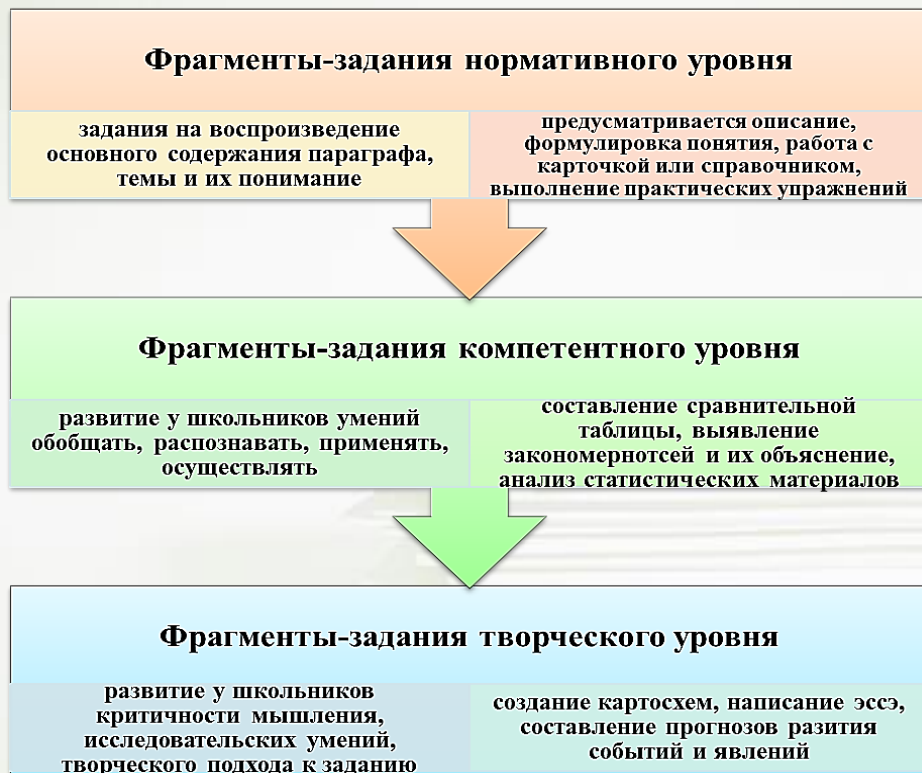 Фрагменты-задания нормативного уровня
задания на воспроизведение
основного содержания параграфа,
темы и их понимание
предусматривается описание,
формулировка понятия, работа с
карточкой или справочником,
выполнение практических упражнений
Фрагменты-задания компетентного уровня
развитие у школьников умений
обобщать, распознавать, применять,
осуществлять
составление сравнительной
таблицы, выявление
закономернотсей и их объяснение,
анализ статистических материалов
Фрагменты-задания творческого уровня
развитие у школьников
критичности мышления,
исследовательских умений,
творческого подхода к заданию
создание картосхем, написание эссэ,
составление прогнозов разития
событий и явлений